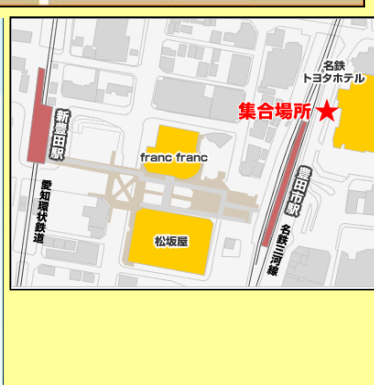 名鉄
トヨタホテル
集合場所★
新豊田駅
franc franc
豊田市駅
愛知環状鉄道
松坂屋
名鉄三河線